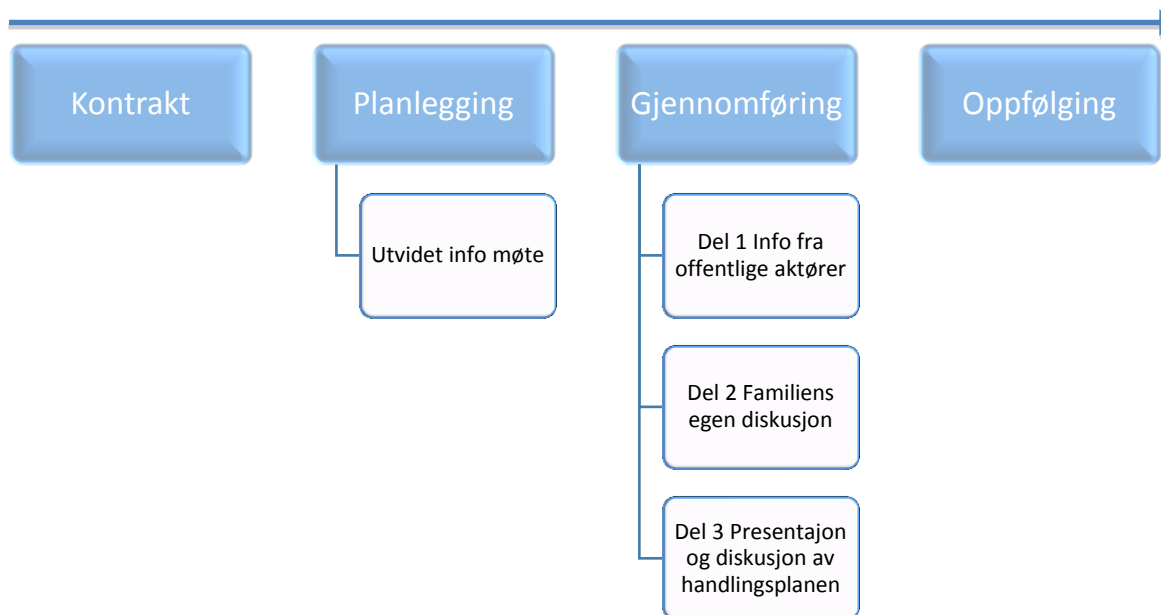 Kontrakt
Planlegging
Gjennomføring
Oppfølging
Utvidet info møte
Del 1 Info fra
offentlige aktører
Del 2 Familiens
egen diskusjon
Del 3 Presentajon
og diskusjon av
handlingsplanen